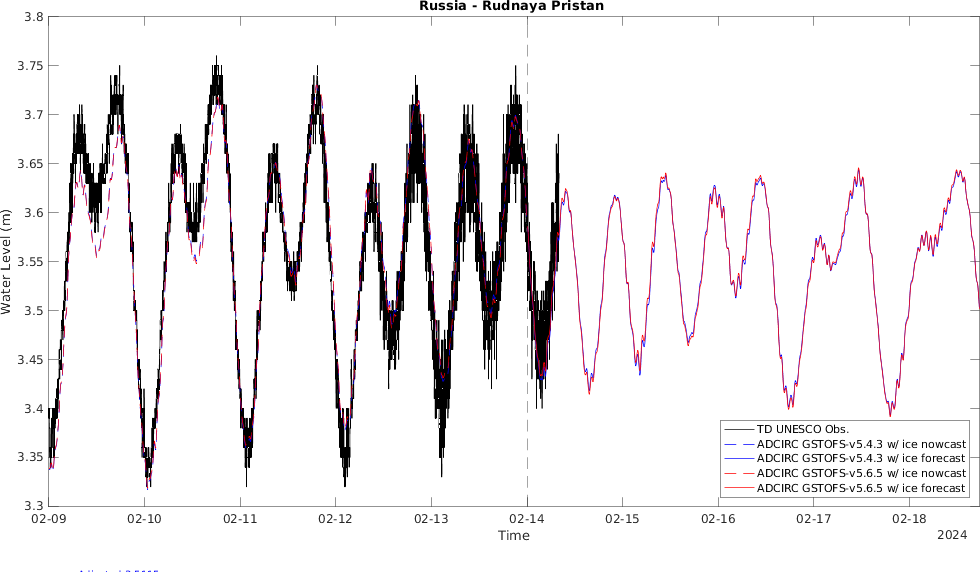 Russia - Rudnaya Pristan
Water Level (m)
3.8
3.75
3.7
3.65
3.6
3.55
3.5
3.45
3.4
3.35
3.3
02-09 02-10 02-11 02-12 02-13 02-14 02-15 02-16 02-17 02-18
Time
2024
TD UNESCO Obs.
ADCIRC GSTOFS-v5.4.3 w/ ice nowcast
ADCIRC GSTOFS-v5.4.3 w/ ice forecast
ADCIRC GSTOFS-v5.6.5 w/ ice nowcast
ADCIRC GSTOFS-v5.6.5 w/ ice forecast